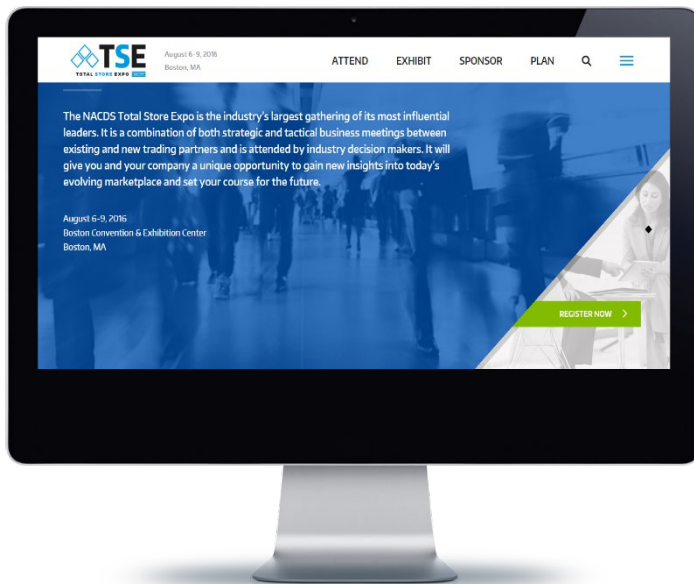 TSE
TOTAL STORE EXPO
August 6-9, 2016
Boston, MA
ATTEND EXHIBIT SPONSOR PLAN
The NACDS Total Store Expo is the industry's largest gathering of its most influential
leaders. It is a combination of both strategic and tactical business meetings between
existing and new trading partners and is attended by industry decision makers. It will
give you and your company a unique opportunity to gain new insights into today's
evolving marketplace and set your course for the future.
August 6-9, 2016
Boston Convention & Exhibition Center
Boston, MA
REGISTER NOW